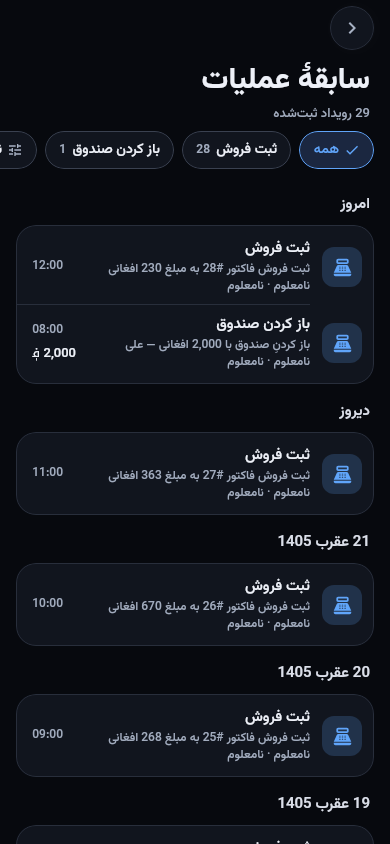 سابقهٔ عملیات
29 رویداد ثبت‌شده
همه
ثبت فروش 28
باز کردن صندوق 1
امروز
ثبت فروش
12:00
ثبت فروش فاکتور #28 به مبلغ 230 افغانی
نامعلوم · نامعلوم
باز کردن صندوق
08:00
باز کردنِ صندوق با 2,000 افغانی — علی
2,000 ؋
نامعلوم · نامعلوم
دیروز
ثبت فروش
11:00
ثبت فروش فاکتور #27 به مبلغ 363 افغانی
نامعلوم · نامعلوم
21 عقرب 1405
ثبت فروش
10:00
ثبت فروش فاکتور #26 به مبلغ 670 افغانی
نامعلوم · نامعلوم
20 عقرب 1405
ثبت فروش
09:00
ثبت فروش فاکتور #25 به مبلغ 268 افغانی
نامعلوم · نامعلوم
19 عقرب 1405